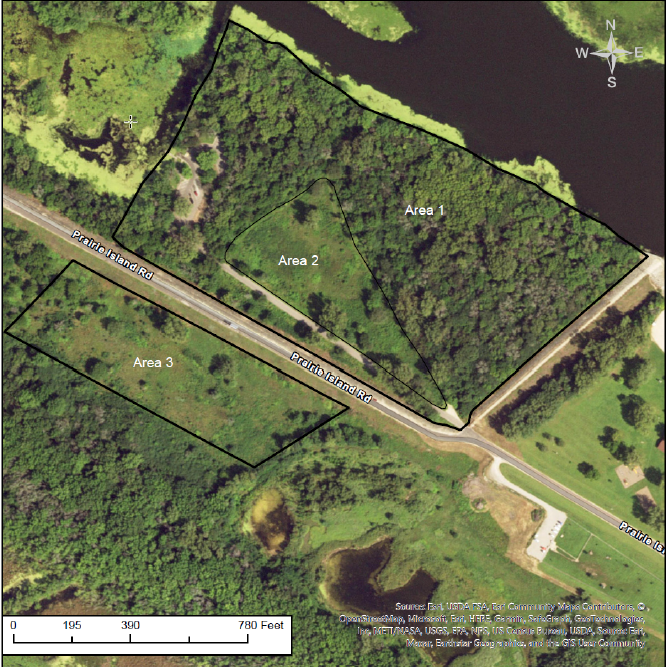 N
W E
S
Area 1
Prairie Island Rd
Area 2
Area 3
Prairie Island Rd
Prairie Isl
0 195 390 780 Feet
Source: Esri, USDA FSA, Esri Community Maps Contributors, ©
OpenStreetMap, Microsoft, Esri, HERE, Garmin, SafeGraph, GeoTechnologies,
Inc, METI/NASA, USGS, EPA, NPS, US Census Bureau, USDA, Source: Esri,
Maxar, Earthstar Geographics, and the GIS User Community